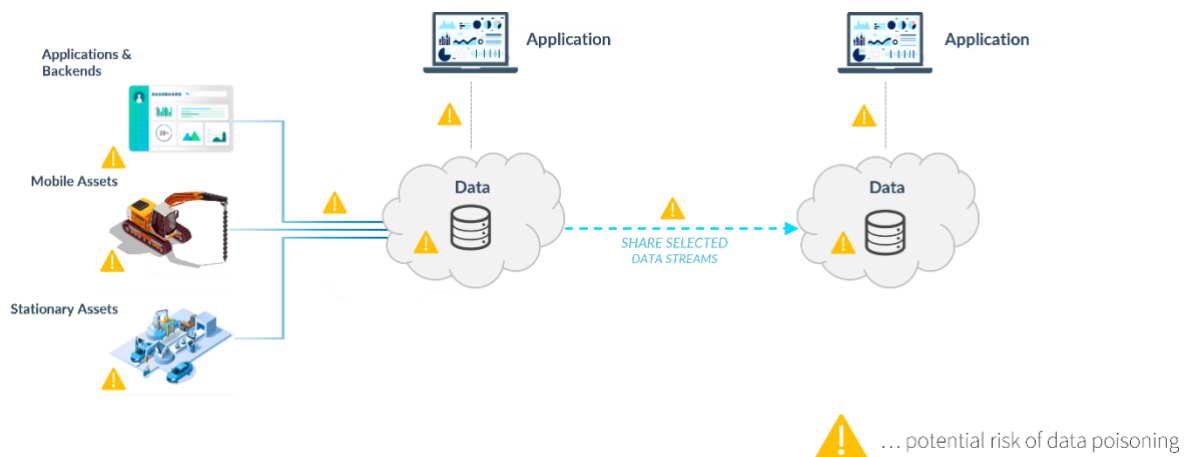 Applications &
Backends
DASHBOARD
Mobile Assets
Stationary Assets
Application
Data
SHARE SELECTED
DATA STREAMS
Application
Data
... potential risk of data poisoning